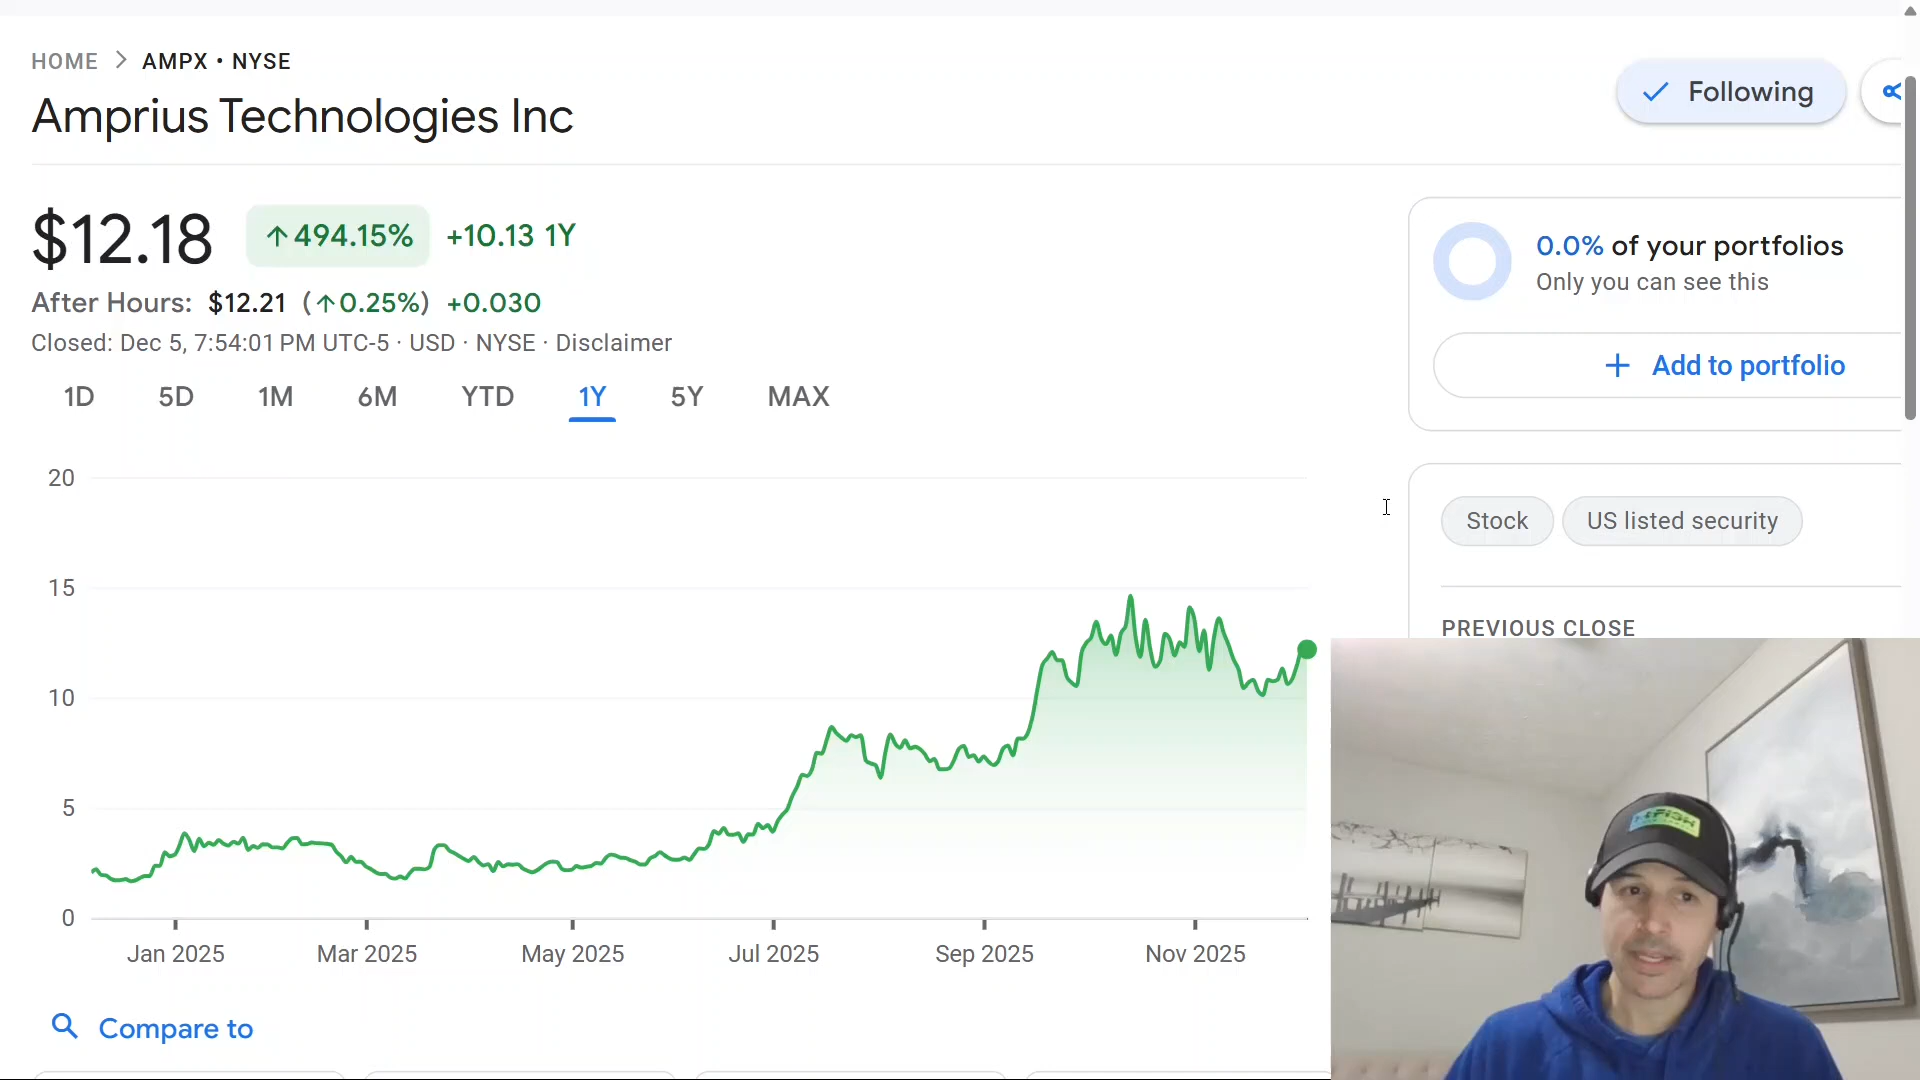 HOME > AMPX • NYSE
Amprius Technologies Inc
Following
$12.18 ↑494.15% +10.13 1Y
After Hours: $12.21 (↑0.25%) +0.030
Closed: Dec 5, 7:54:01 PM UTC-5 · USD · NYSE · Disclaimer
1D 5D 1M 6M YTD 1Y 5Y MAX
0.0% of your portfolios
Only you can see this
+ Add to portfolio
20
15
10
5
0
Jan 2025 Mar 2025 May 2025 Jul 2025 Sep 2025 Nov 2025
Stock US listed security
PREVIOUS CLOSE
Compare to